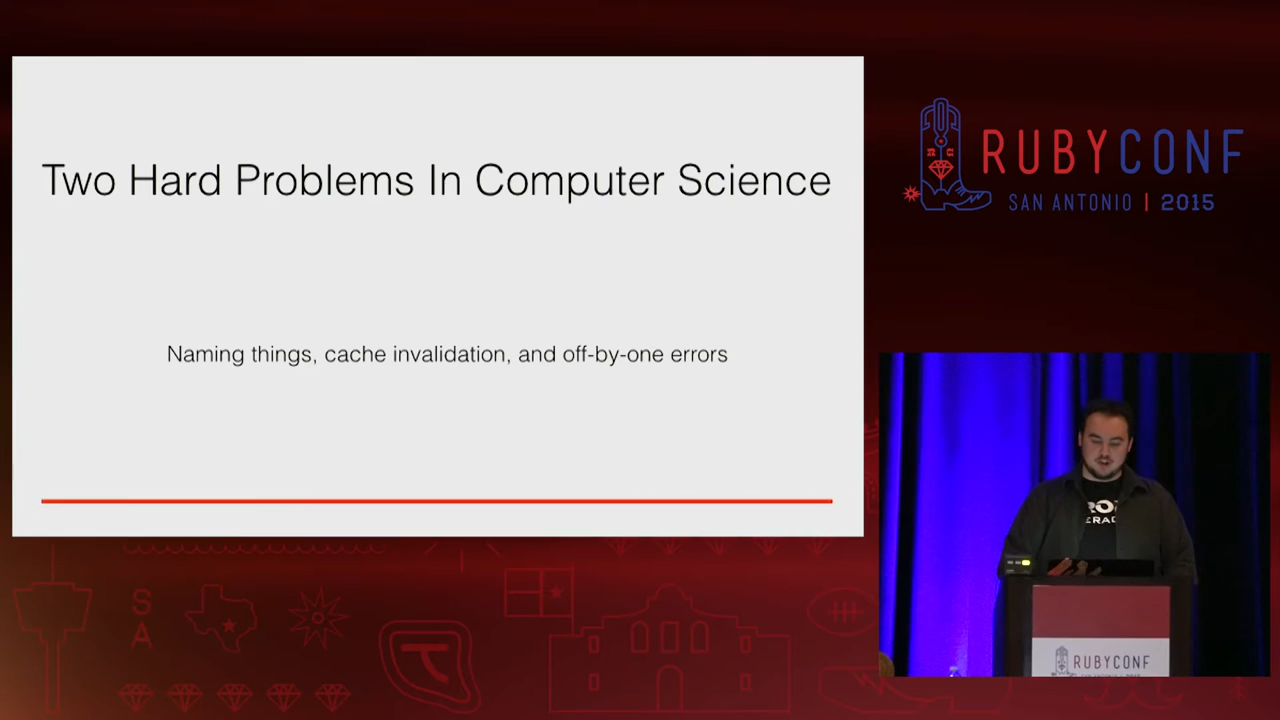 Two Hard Problems In Computer Science
Naming things, cache invalidation, and off-by-one errors
RUBYCONF
SAN ANTONIO | 2015
S
A
RUBYCONF